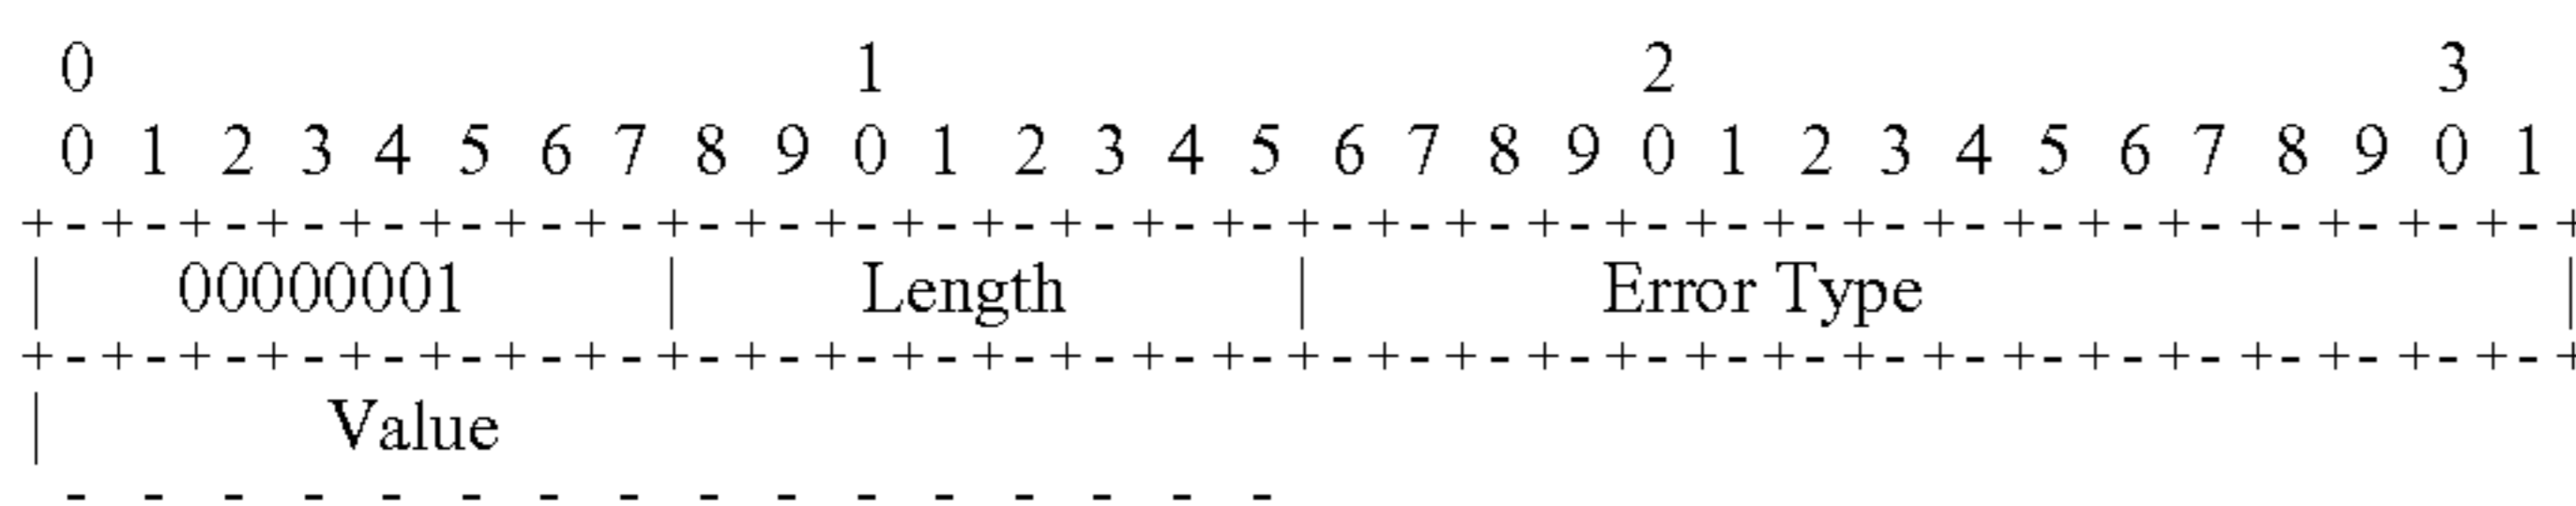 0 1 2 3
0 1 2 3 4 5 6 7 8 9 0 1 2 3 4 5 6 7 8 9 0 1 2 3 4 5 6 7 8 9 0 1
+-+-+-+-+-+-+-+-+-+-+-+-+-+-+-+-+-+-+-+-+-+-+-+-+-+-+-+-+-+-+-+-+
| 00000001 | Length | Error Type |
+-+-+-+-+-+-+-+-+-+-+-+-+-+-+-+-+-+-+-+-+-+-+-+-+-+-+-+-+-+-+-+-+
| Value
- - - - - - - - - - - - - - - -